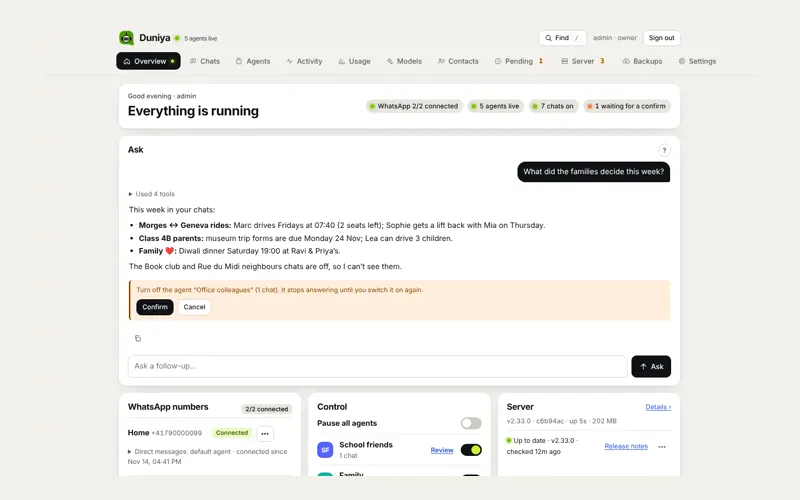 Duniya 5 agents live
Find / admin · owner Sign out
Overview Chats Agents Activity Usage Models Contacts Pending 1 Server 3 Backups Settings
Good evening · admin
Everything is running
WhatsApp 2/2 connected 5 agents live 7 chats on 1 waiting for a confirm
Ask ?
What did the families decide this week?
Used 4 tools
This week in your chats:
• Morges ↔ Geneva rides: Marc drives Fridays at 07:40 (2 seats left); Sophie gets a lift back with Mia on Thursday.
• Class 4B parents: museum trip forms are due Monday 24 Nov; Lea can drive 3 children.
• Family ❤️: Diwali dinner Saturday 19:00 at Ravi & Priya's.
The Book club and Rue du Midi neighbours chats are off, so I can't see them.
Turn off the agent "Office colleagues" (1 chat). It stops answering until you switch it on again.
Confirm Cancel
Ask a follow-up...
Ask
WhatsApp numbers 2/2 connected
Home +41790000099 Connected
Direct messages: default agent · connected since
Nov 14, 04:41 PM
Control
Pause all agents
SF School friends Review
1 chat
Family
Server Details ›
v2.33.0 · c6b94ac · up 5s · 202 MB
Up to date · v2.33.0 ·
checked 12m ago
Release notes